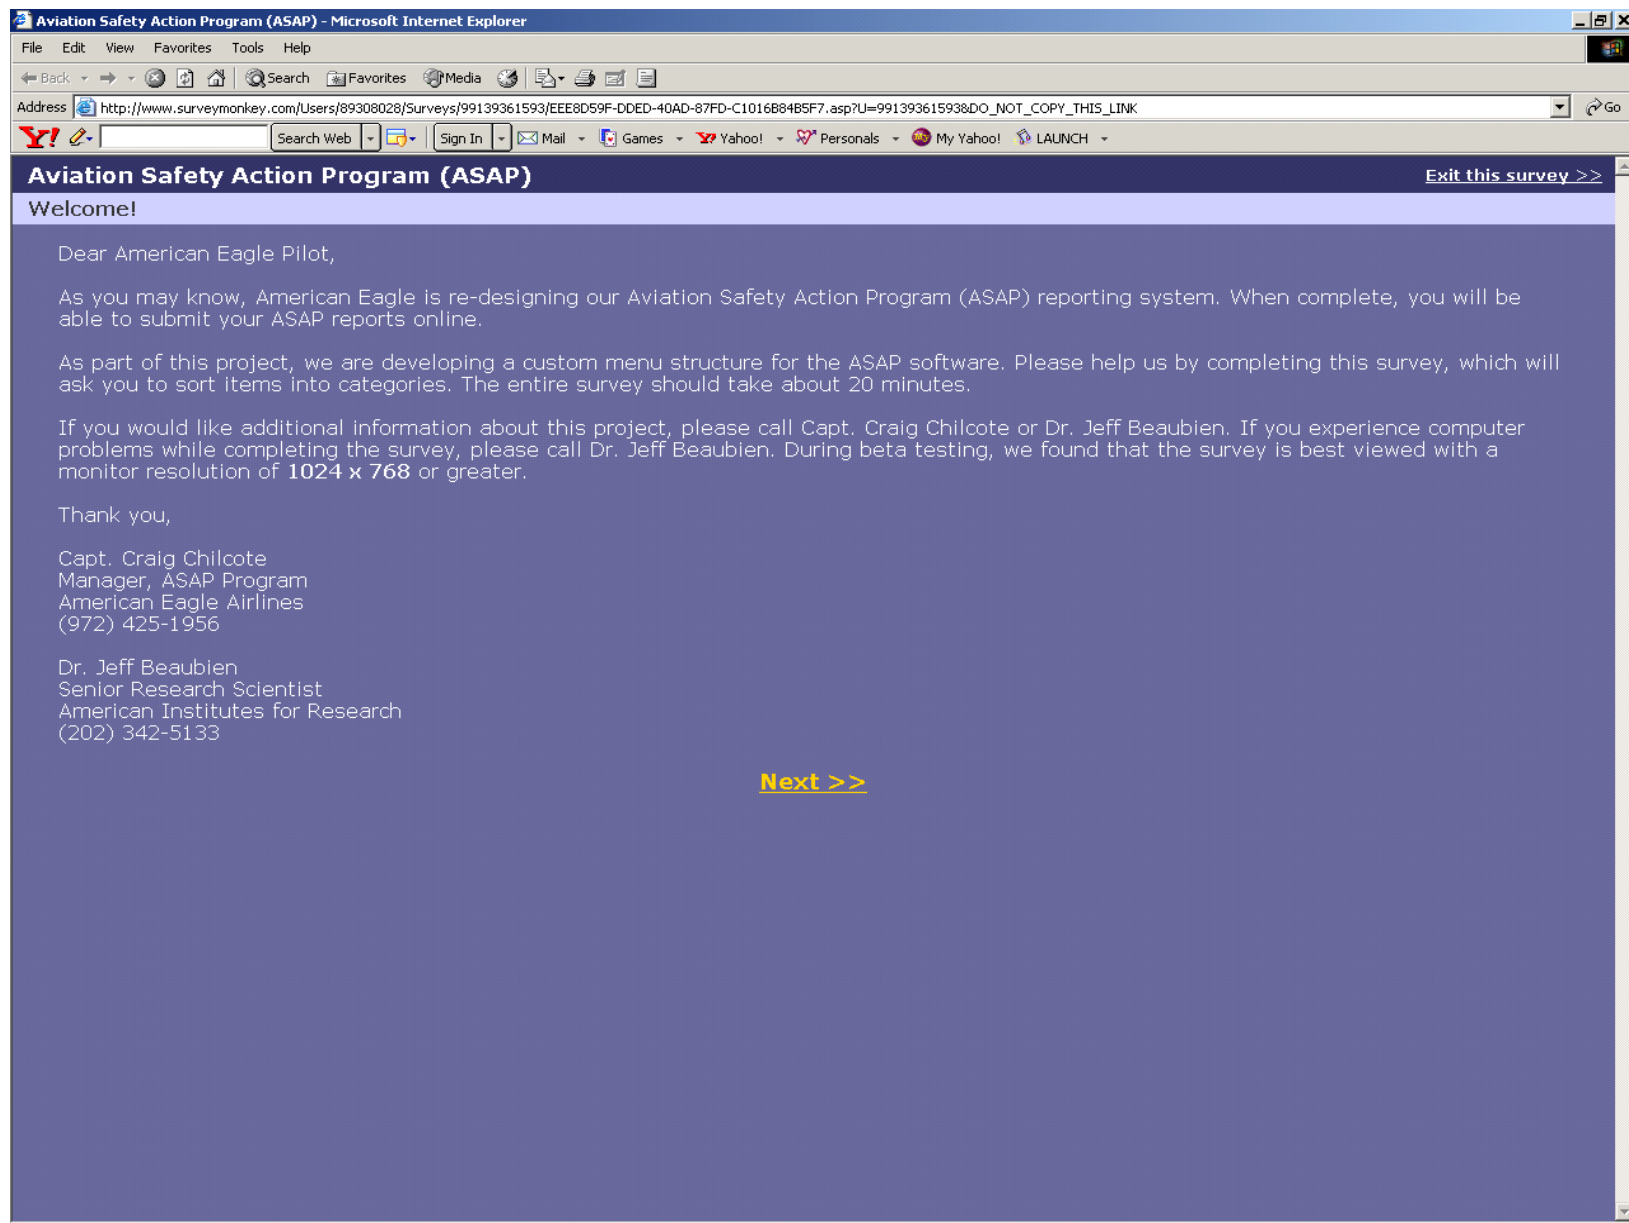 Aviation Safety Action Program (ASAP) - Microsoft Internet Explorer
File Edit View Favorites Tools Help
Back Search Favorites Media
Address http://www.surveymonkey.com/Users/89308028/Surveys/99139361593/EEE8D59F-DDED-40AD-87FD-C1016B84B5F7.asp?U=99139361593&DO_NOT_COPY_THIS_LINK Go
Y! Search Web Sign In Mail Games Yahoo! Personals My Yahoo! LAUNCH
Aviation Safety Action Program (ASAP) Exit this survey >>
Welcome!
Dear American Eagle Pilot,
As you may know, American Eagle is re-designing our Aviation Safety Action Program (ASAP) reporting system. When complete, you will be
able to submit your ASAP reports online.
As part of this project, we are developing a custom menu structure for the ASAP software. Please help us by completing this survey, which will
ask you to sort items into categories. The entire survey should take about 20 minutes.
If you would like additional information about this project, please call Capt. Craig Chilcote or Dr. Jeff Beaubien. If you experience computer
problems while completing the survey, please call Dr. Jeff Beaubien. During beta testing, we found that the survey is best viewed with a
monitor resolution of 1024 x 768 or greater.
Thank you,
Capt. Craig Chilcote
Manager, ASAP Program
American Eagle Airlines
(972) 425-1956
Dr. Jeff Beaubien
Senior Research Scientist
American Institutes for Research
(202) 342-5133
Next >>